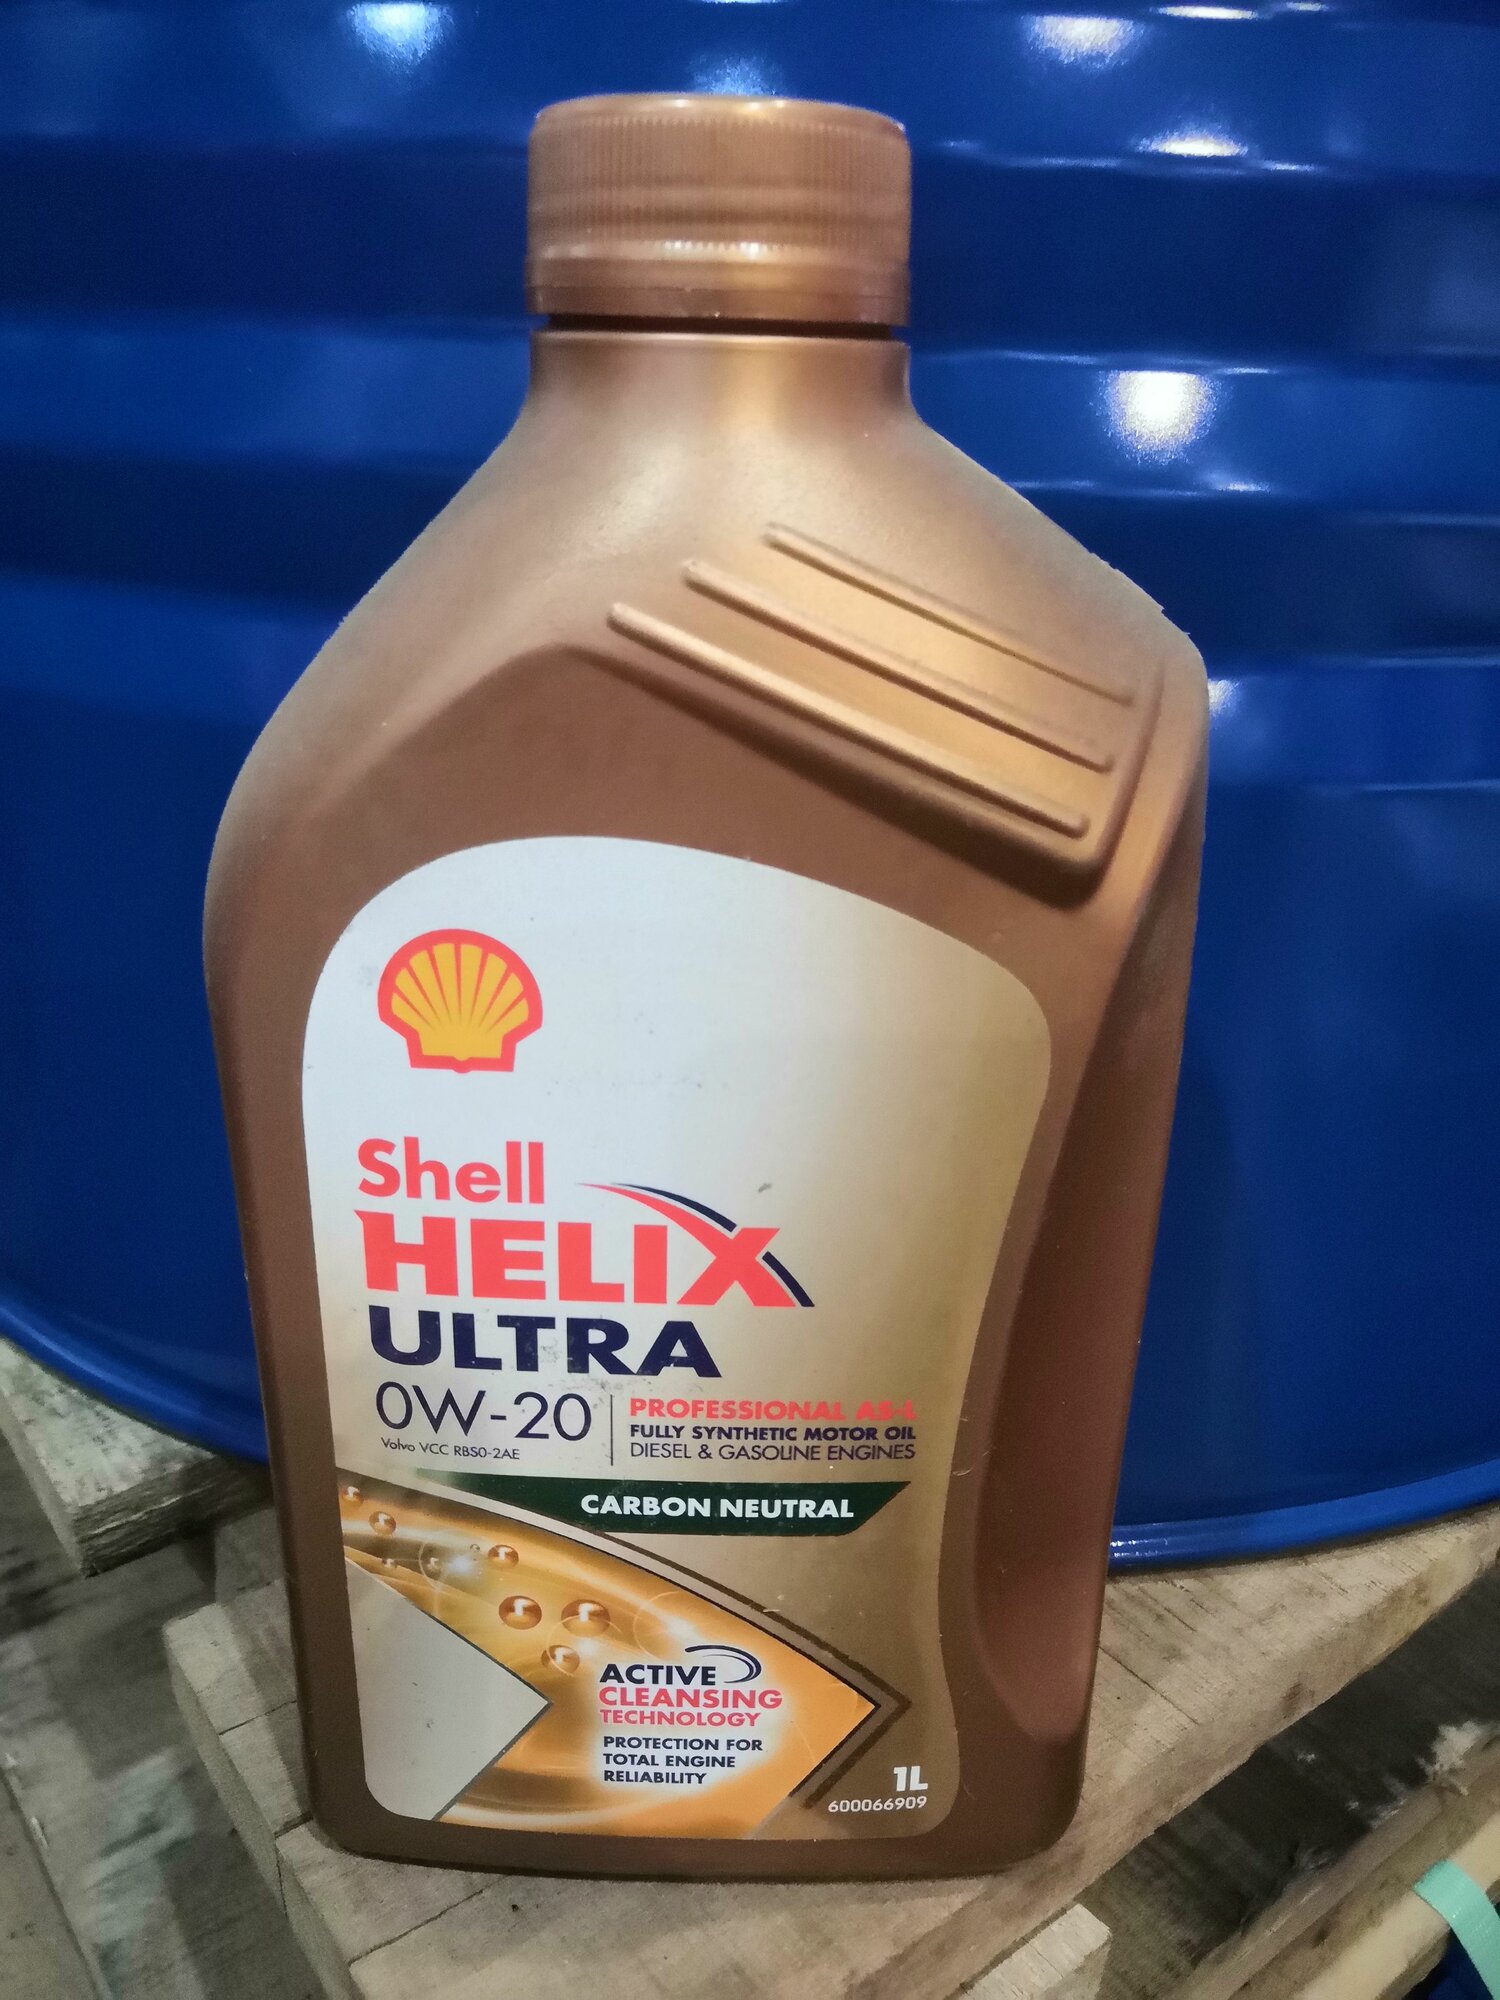 Shell
HELIX
ULTRA
0W-20
Volvo VCC RBS0-2AE
PROFESSIONAL AS-L
FULLY SYNTHETIC MOTOR OIL
DIESEL & GASOLINE ENGINES
CARBON NEUTRAL
ACTIVE
CLEANSING
TECHNOLOGY
PROTECTION FOR
TOTAL ENGINE
RELIABILITY
1L
600066909